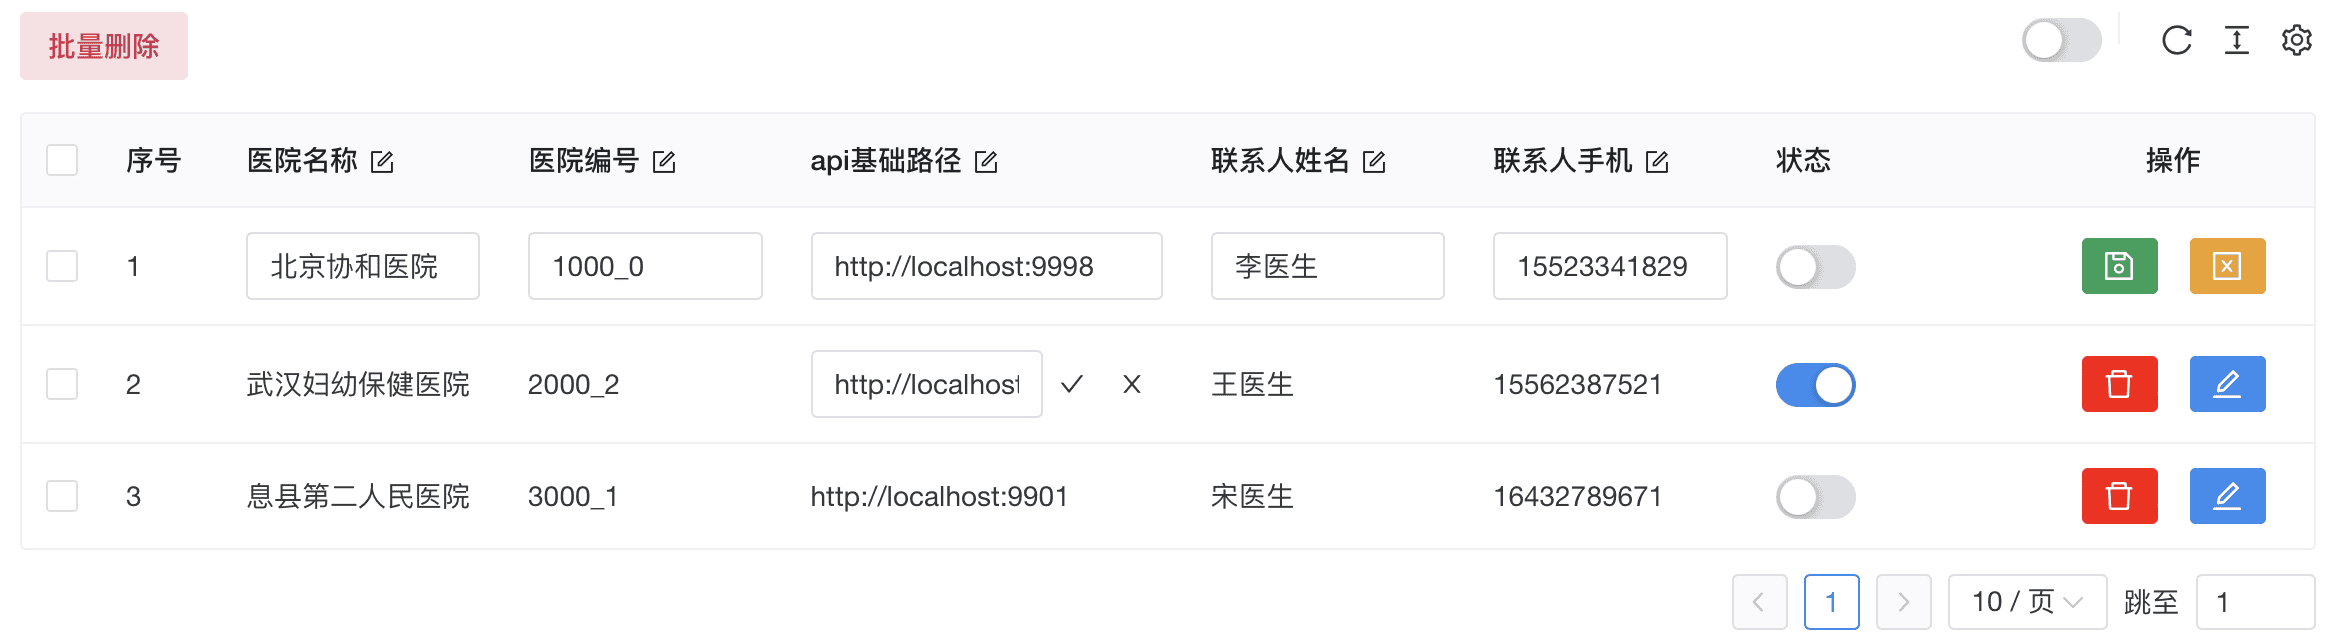 批量删除
序号 医院名称 医院编号 api基础路径 联系人姓名 联系人手机 状态 操作
1 北京协和医院 1000_0 http://localhost:9998 李医生 15523341829
2 武汉妇幼保健医院 2000_2 http://localhost 王医生 15562387521
3 息县第二人民医院 3000_1 http://localhost:9901 宋医生 16432789671
1 10 / 页 跳至 1